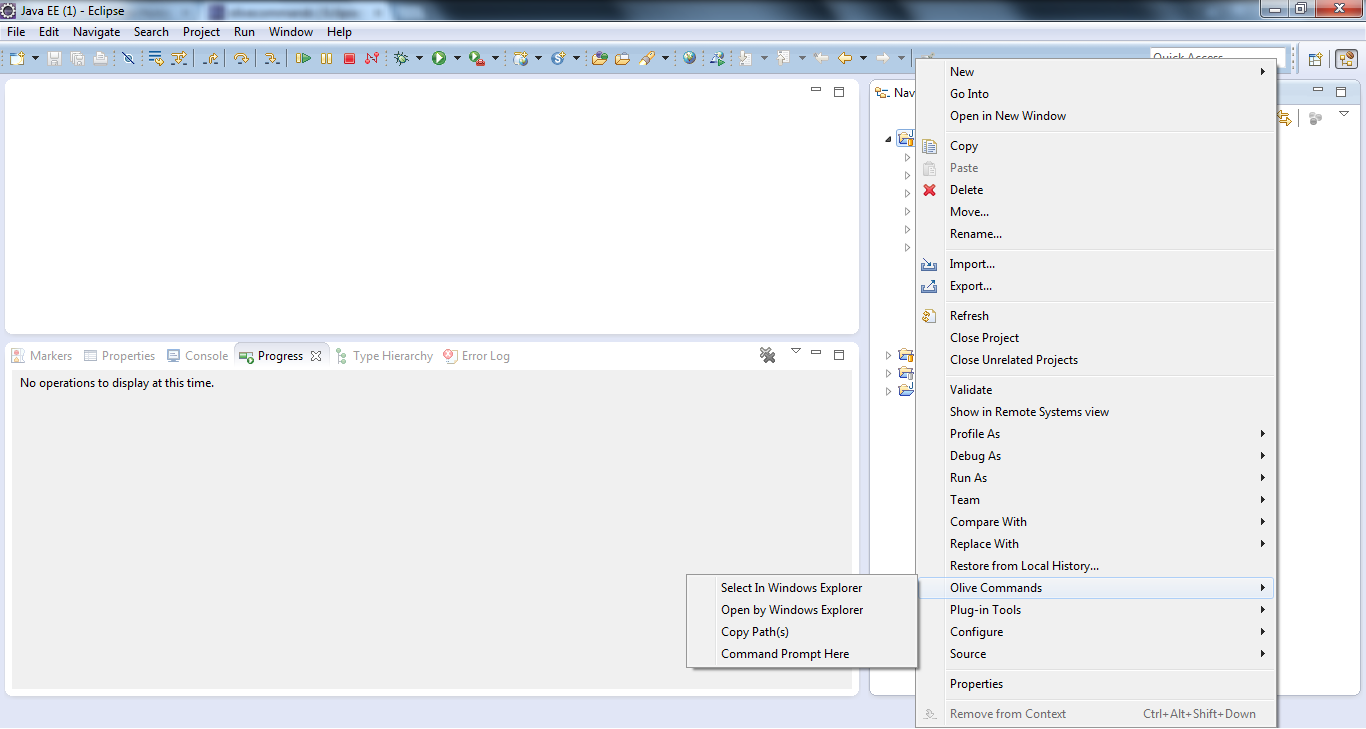 Java EE (1) - Eclipse
File Edit Navigate Search Project Run Window Help
Quick Access
Nav
New
Go Into
Open in New Window
Copy
Paste
Delete
Move...
Rename...
Import...
Export...
Refresh
Close Project
Close Unrelated Projects
Validate
Show in Remote Systems view
Profile As
Debug As
Run As
Team
Compare With
Replace With
Restore from Local History...
Olive Commands
Plug-in Tools
Configure
Source
Properties
Remove from Context Ctrl+Alt+Shift+Down
Select In Windows Explorer
Open by Windows Explorer
Copy Path(s)
Command Prompt Here
Markers Properties Console Progress Type Hierarchy Error Log
No operations to display at this time.